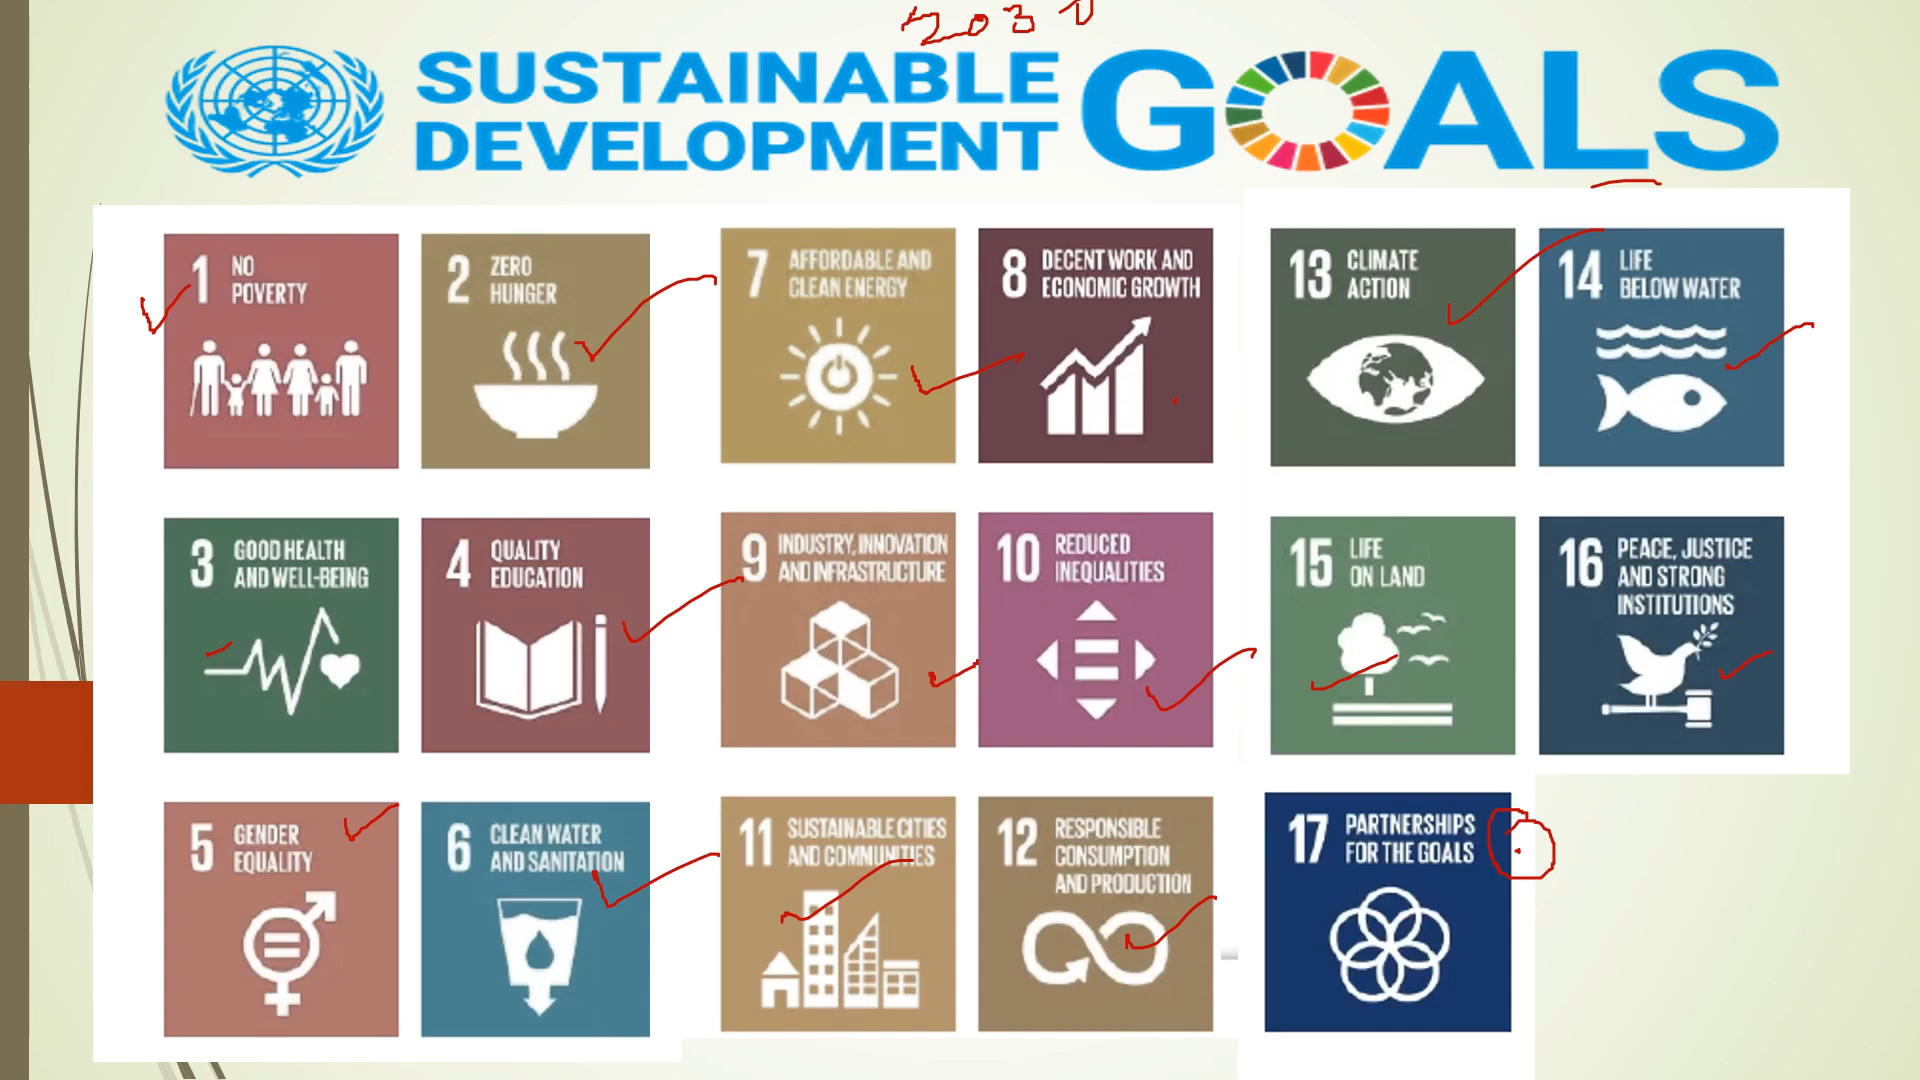 203
SUSTAINABLE
DEVELOPMENT
GOALS
1 NO
POVERTY
2 ZERO
HUNGER
3 GOOD HEALTH
AND WELL-BEING
4 QUALITY
EDUCATION
5 GENDER
EQUALITY
6 CLEAN WATER
AND SANITATION
7 AFFORDABLE AND
CLEAN ENERGY
8 DECENT WORK AND
ECONOMIC GROWTH
9 INDUSTRY, INNOVATION
AND INFRASTRUCTURE
10 REDUCED
INEQUALITIES
11 SUSTAINABLE CITIES
AND COMMUNITIES
12 RESPONSIBLE
CONSUMPTION
AND PRODUCTION
13 CLIMATE
ACTION
14 LIFE
BELOW WATER
15 LIFE
ON LAND
16 PEACE, JUSTICE
AND STRONG
INSTITUTIONS
17 PARTNERSHIPS
FOR THE GOALS